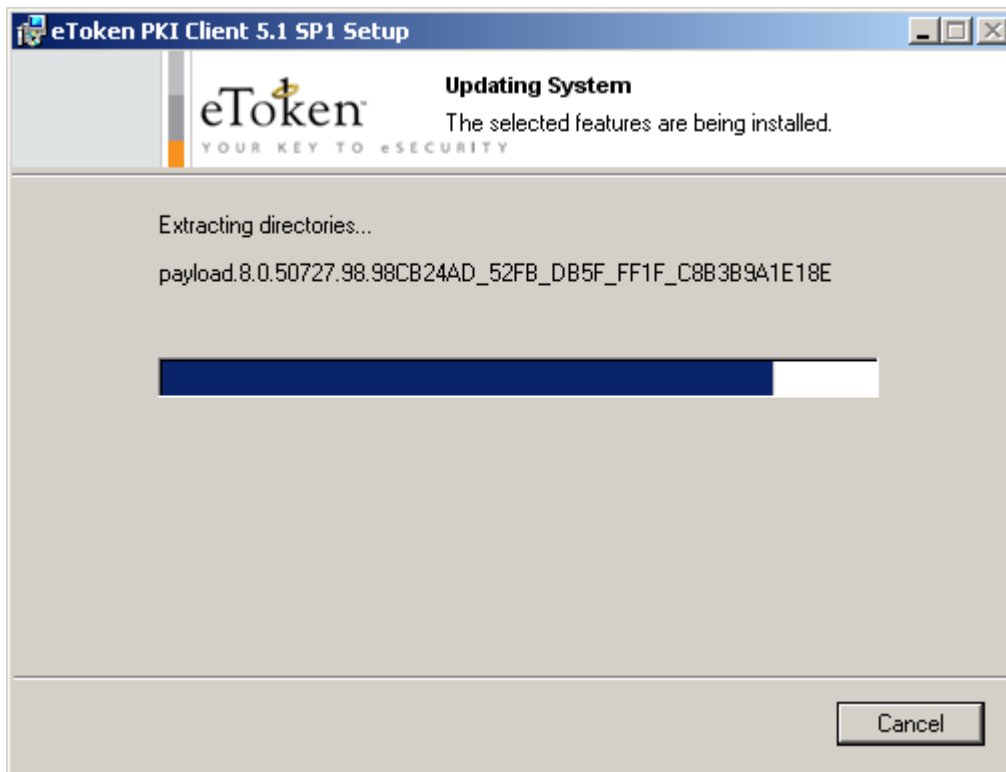 eToken PKI Client 5.1 SP1 Setup
eToken™
YOUR KEY TO eSECURITY
Updating System
The selected features are being installed.
Extracting directories...
payload.8.0.50727.98.98CB24AD_52FB_DB5F_FF1F_C8B3B9A1E18E
Cancel